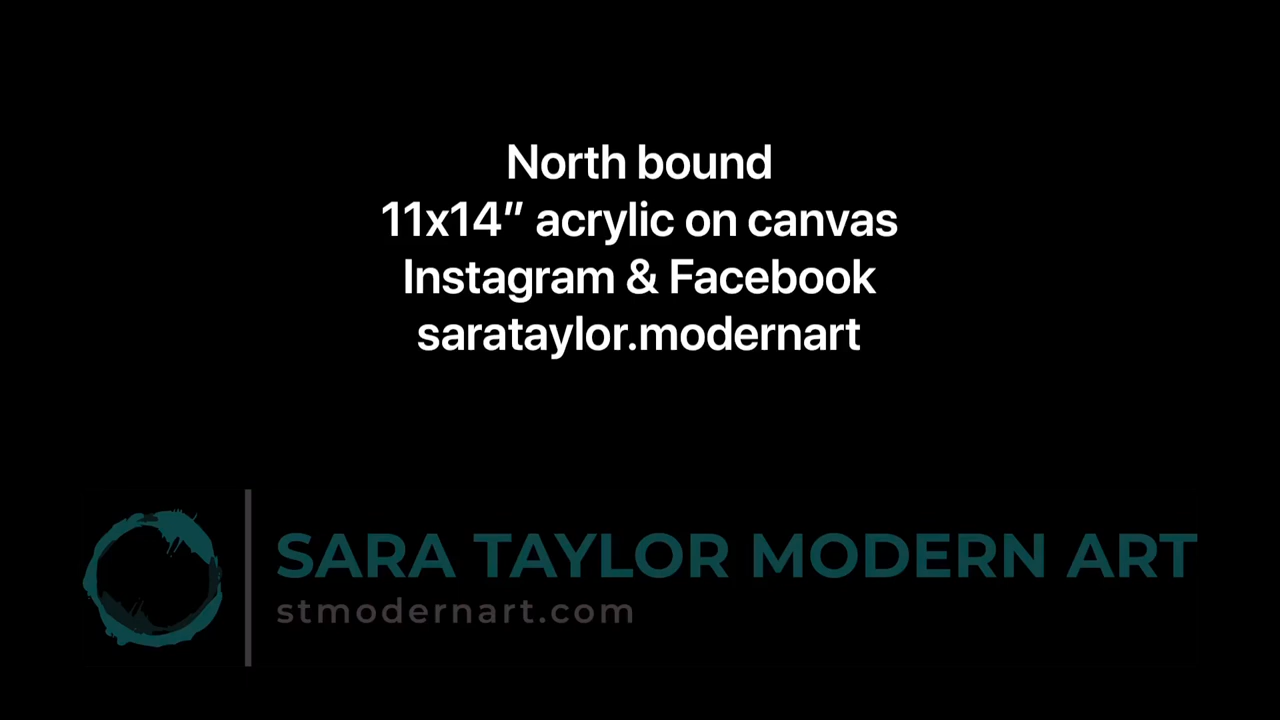 North bound
11x14” acrylic on canvas
Instagram & Facebook
sarataylor.modernart
SARA TAYLOR MODERN ART
stmodernart.com